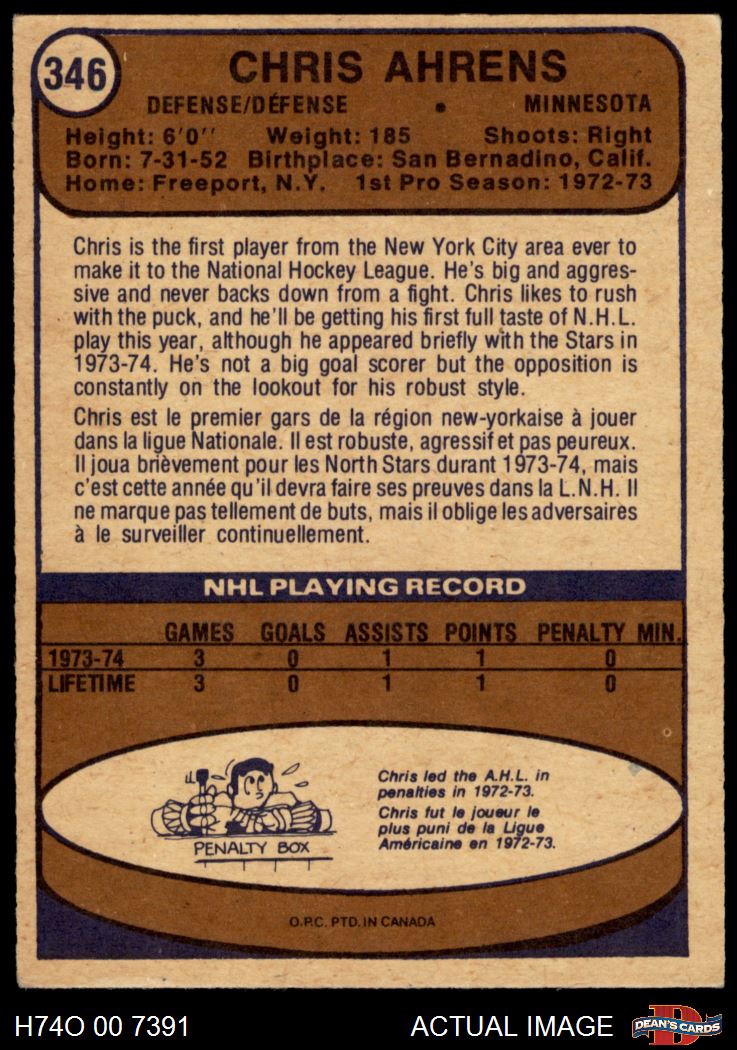 346
CHRIS AHRENS
DEFENSE/DÉFENSE • MINNESOTA
Height: 6'0" Weight: 185 Shoots: Right
Born: 7-31-52 Birthplace: San Bernadino, Calif.
Home: Freeport, N.Y. 1st Pro Season: 1972-73
Chris is the first player from the New York City area ever to
make it to the National Hockey League. He's big and aggres-
sive and never backs down from a fight. Chris likes to rush
with the puck, and he'll be getting his first full taste of N.H.L.
play this year, although he appeared briefly with the Stars in
1973-74. He's not a big goal scorer but the opposition is
constantly on the lookout for his robust style.
Chris est le premier gars de la région new-yorkaise à jouer
dans la ligue Nationale. Il est robuste, agressif et pas peureux.
Il joua brièvement pour les North Stars durant 1973-74, mais
c'est cette année qu'il devra faire ses preuves dans la L.N.H. Il
ne marque pas tellement de buts, mais il oblige les adversaires
à le surveiller continuellement.
NHL PLAYING RECORD
GAMES GOALS ASSISTS POINTS PENALTY MIN.
1973-74 3 0 1 1 0
LIFETIME 3 0 1 1 0
PENALTY BOX
Chris led the A.H.L. in
penalties in 1972-73.
Chris fut le joueur le
plus puni de la Ligue
Américaine en 1972-73.
O.P.C. PTD. IN CANADA
H74O 00 7391 ACTUAL IMAGE DEAN'S CARDS